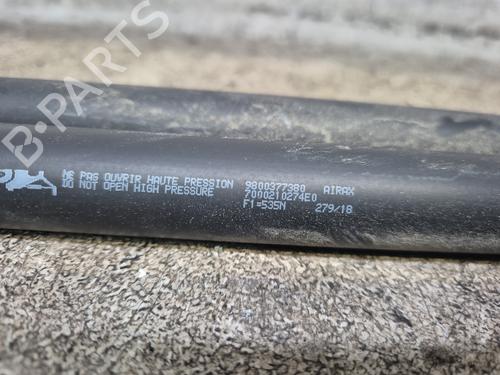 B-PARTS
NE PAS OUVRIR HAUTE PRESSION 9800377380 AIRAX
DO NOT OPEN HIGH PRESSURE 7000210274E0
F1=535N 279/18